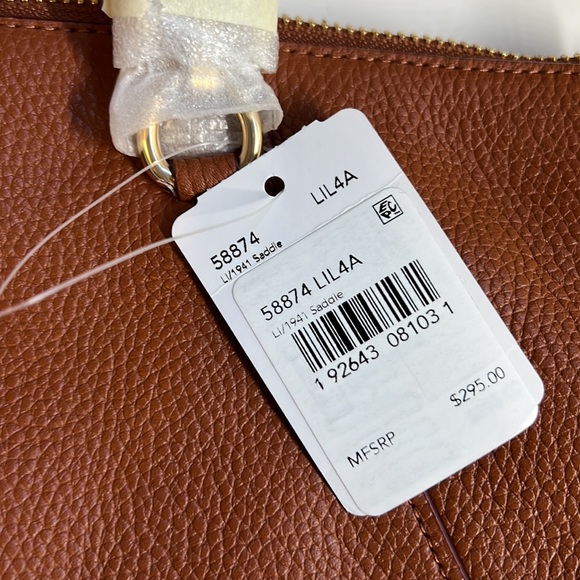 58874 LIL4A
LI/1941 Saddle
58874 LIL4A
LI/1941 Saddle
1 92643 08103 1
MFSRP $295.00